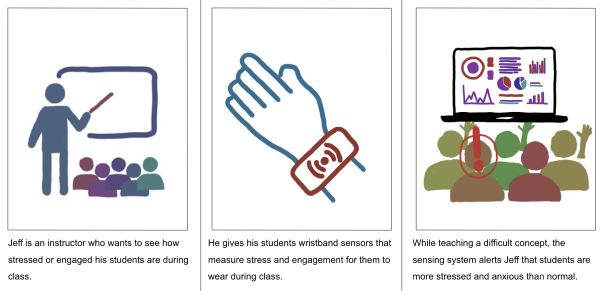 Jeff is an instructor who wants to see how
stressed or engaged his students are during
class.
He gives his students wristband sensors that
measure stress and engagement for them to
wear during class.
While teaching a difficult concept, the
sensing system alerts Jeff that students are
more stressed and anxious than normal.